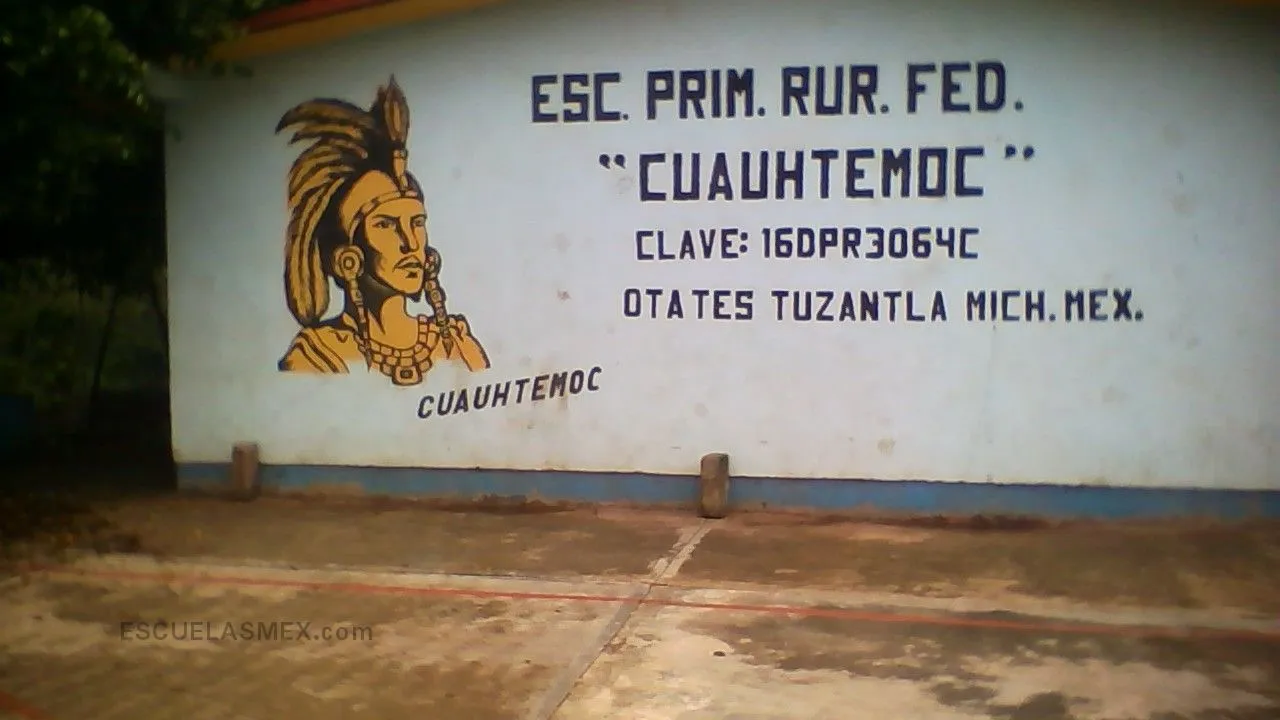 ESC. PRIM. RUR. FED.
"CUAUHTEMOC"
CLAVE: 16DPR3064C
OTATES TUZANTLA MICH. MEX.
CUAUHTEMOC
ESCUELASMEX.com